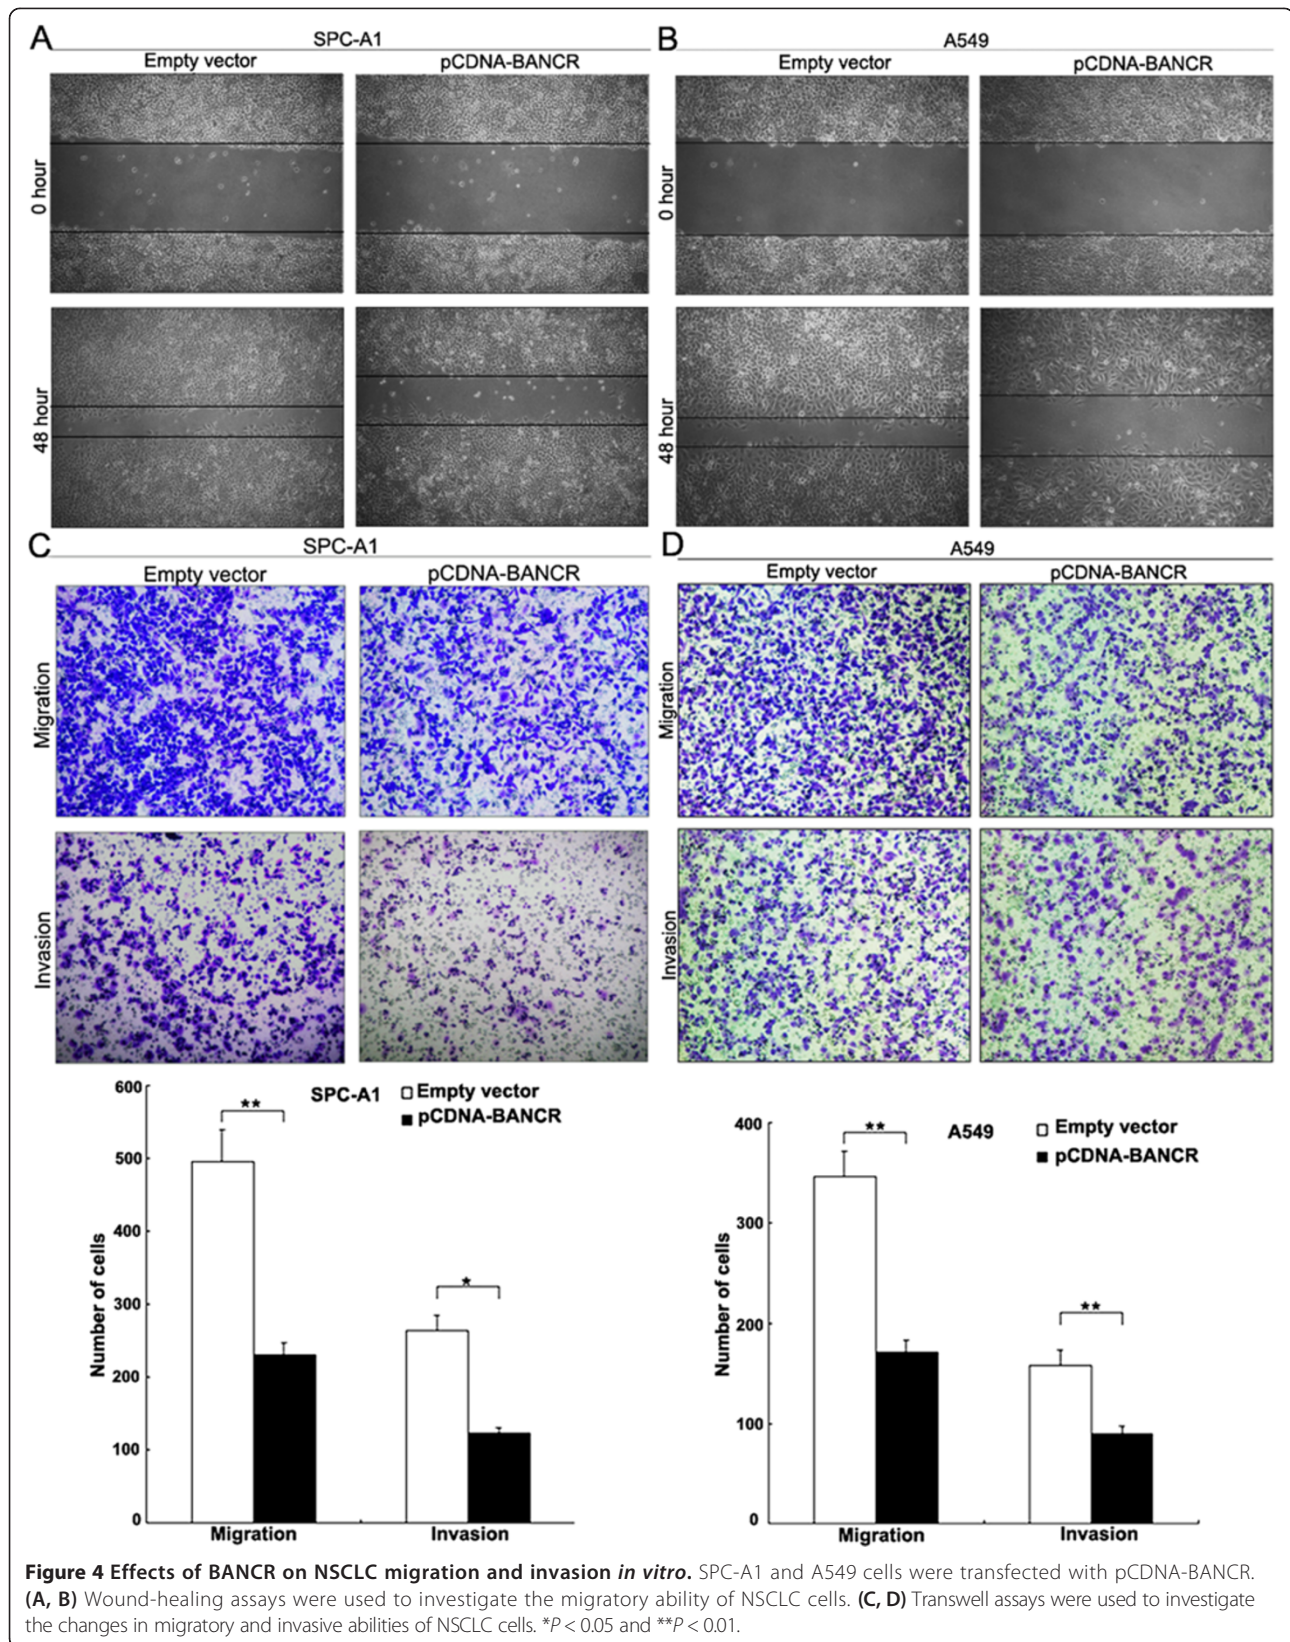 A
SPC-A1
Empty vector
pCDNA-BANCR
0 hour
48 hour
B
A549
Empty vector
pCDNA-BANCR
0 hour
48 hour
C
SPC-A1
Empty vector
pCDNA-BANCR
Migration
Invasion
D
A549
Empty vector
pCDNA-BANCR
Migration
Invasion
SPC-A1
Empty vector
pCDNA-BANCR
Number of cells
600
500
400
300
200
100
0
**
*
Migration
Invasion
A549
Empty vector
pCDNA-BANCR
Number of cells
400
300
200
100
0
**
**
Migration
Invasion
Figure 4 Effects of BANCR on NSCLC migration and invasion in vitro. SPC-A1 and A549 cells were transfected with pCDNA-BANCR.
(A, B) Wound-healing assays were used to investigate the migratory ability of NSCLC cells. (C, D) Transwell assays were used to investigate
the changes in migratory and invasive abilities of NSCLC cells. *P < 0.05 and **P < 0.01.